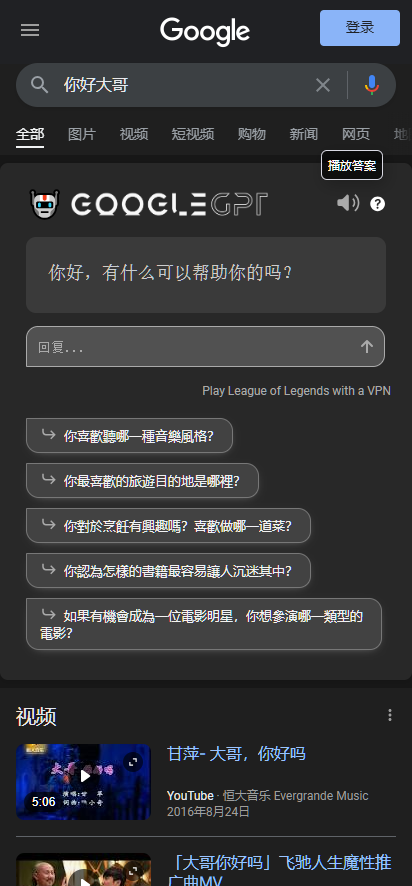 Google
登录
你好大哥
全部 图片 视频 短视频 购物 新闻 网页
播放答案
GOOGLEGPT
?
你好，有什么可以帮助你的吗？
回复...
Play League of Legends with a VPN
你喜歡聽哪一種音樂風格?
你最喜歡的旅遊目的地是哪裡?
你對於烹飪有興趣嗎？喜歡做哪一道菜?
你認為怎樣的書籍最容易讓人沉迷其中?
如果有機會成為一位電影明星，你想參演哪一類型的
電影?
视频
甘萍- 大哥，你好吗
5:06
YouTube · 恒大音乐 Evergrande Music
2016年8月24日
「大哥你好吗」飞驰人生魔性推
广曲MV